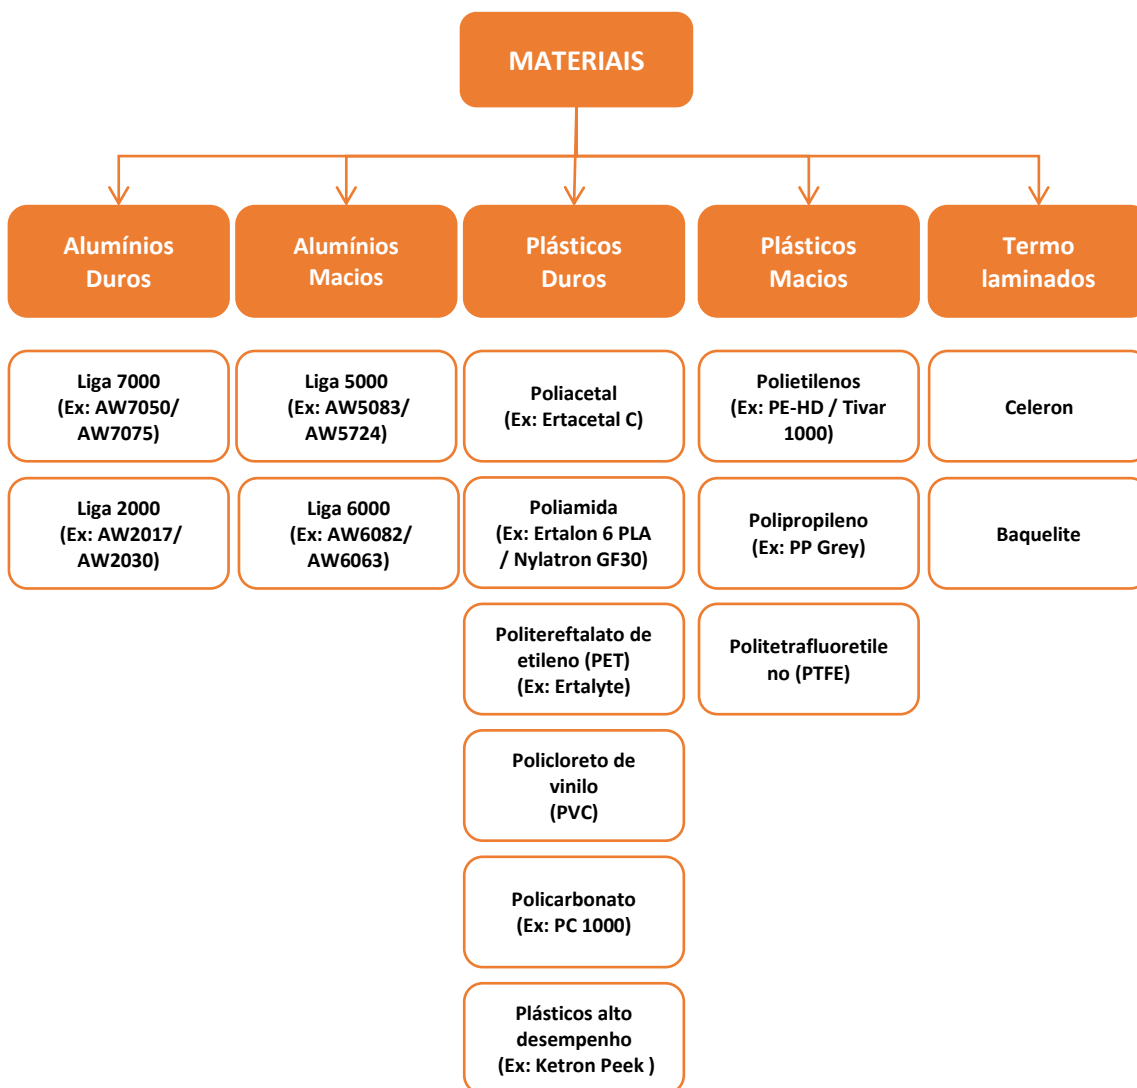 MATERIAIS
Alumínios
Duros
Alumínios
Macios
Plásticos
Duros
Plásticos
Macios
Termo
laminados
Liga 7000
(Ex: AW7050/
AW7075)
Liga 5000
(Ex: AW5083/
AW5724)
Poliacetal
(Ex: Ertacetal C)
Polietilenos
(Ex: PE-HD / Tivar
1000)
Celeron
Liga 2000
(Ex: AW2017/
AW2030)
Liga 6000
(Ex: AW6082/
AW6063)
Poliamida
(Ex: Ertalon 6 PLA
/ Nylatron GF30)
Polipropileno
(Ex: PP Grey)
Baquelite
Politereftalato de
etileno (PET)
(Ex: Ertalyte)
Politetrafluoretile
no (PTFE)
Policloreto de
vinilo
(PVC)
Policarbonato
(Ex: PC 1000)
Plásticos alto
desempenho
(Ex: Ketron Peek )